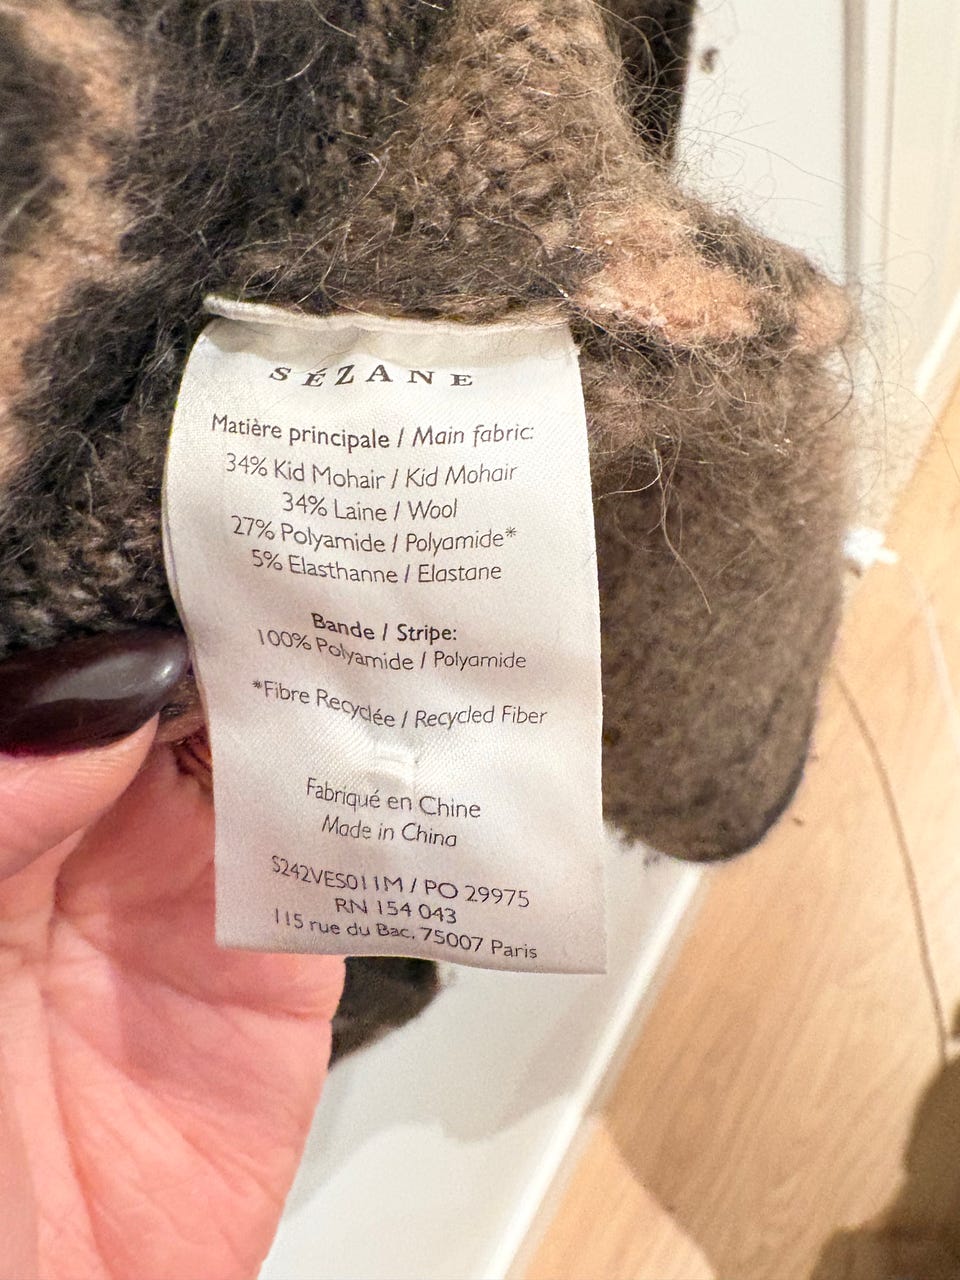 SÉZANE
Matière principale / Main fabric:
34% Kid Mohair / Kid Mohair
34% Laine / Wool
27% Polyamide / Polyamide*
5% Elasthanne / Elastane
Bande / Stripe:
100% Polyamide / Polyamide
*Fibre Recyclée / Recycled Fiber
Fabriqué en Chine
Made in China
S242VES011M / PO 29975
RN 154 043
115 rue du Bac, 75007 Paris